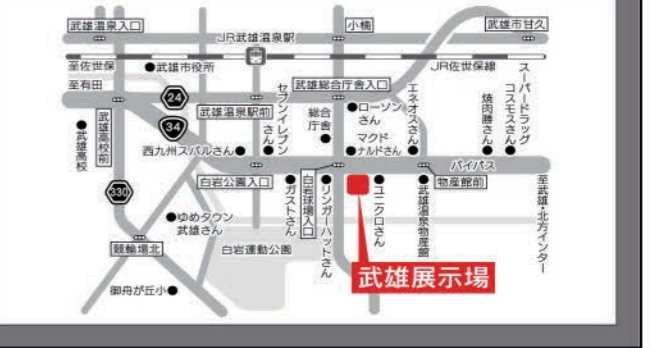 武雄温泉入口
小楠
武雄市甘久
JR武雄温泉駅
至佐世保
●武雄市役所
JR佐世保線
至有田
24
武雄総合庁舎入口
武雄温泉駅前
セブンイレブンさん
総合庁舎
●ローソンさん
エネオスさん
焼肉勝さん
スーパードラッグコスモスさん
34
武雄高校
武雄高校前
西九州スバルさん●
マクドナルドさん
バイパス
白岩公園入口
白岩球場入口
物産館前
330
ガストさん
リンガーハットさん
ユニクロさん
武雄温泉物産館
至武雄・北方インター
●ゆめタウン武雄さん
競輪場北
白岩運動公園
武雄展示場
御舟が丘小●